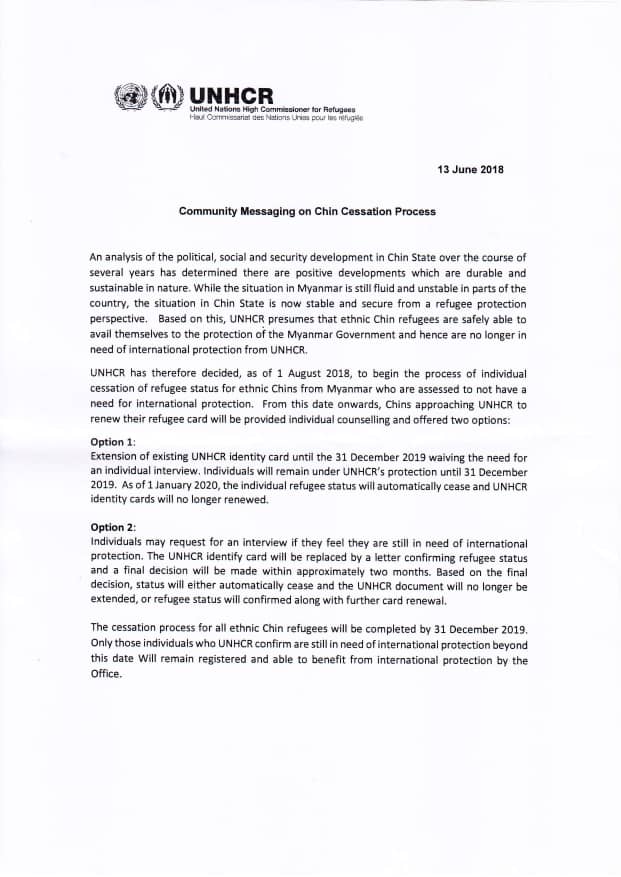 UNHCR
United Nations High Commissioner for Refugees
Haut Commissariat des Nations Unies pour les réfugiés
13 June 2018
Community Messaging on Chin Cessation Process
An analysis of the political, social and security development in Chin State over the course of
several years has determined there are positive developments which are durable and
sustainable in nature. While the situation in Myanmar is still fluid and unstable in parts of the
country, the situation in Chin State is now stable and secure from a refugee protection
perspective. Based on this, UNHCR presumes that ethnic Chin refugees are safely able to
avail themselves to the protection of the Myanmar Government and hence are no longer in
need of international protection from UNHCR.
UNHCR has therefore decided, as of 1 August 2018, to begin the process of individual
cessation of refugee status for ethnic Chins from Myanmar who are assessed to not have a
need for international protection. From this date onwards, Chins approaching UNHCR to
renew their refugee card will be provided individual counselling and offered two options:
Option 1:
Extension of existing UNHCR identity card until the 31 December 2019 waiving the need for
an individual interview. Individuals will remain under UNHCR's protection until 31 December
2019. As of 1 January 2020, the individual refugee status will automatically cease and UNHCR
identity cards will no longer renewed.
Option 2:
Individuals may request for an interview if they feel they are still in need of international
protection. The UNHCR identify card will be replaced by a letter confirming refugee status
and a final decision will be made within approximately two months. Based on the final
decision, status will either automatically cease and the UNHCR document will no longer be
extended, or refugee status will confirmed along with further card renewal.
The cessation process for all ethnic Chin refugees will be completed by 31 December 2019.
Only those individuals who UNHCR confirm are still in need of international protection beyond
this date Will remain registered and able to benefit from international protection by the
Office.